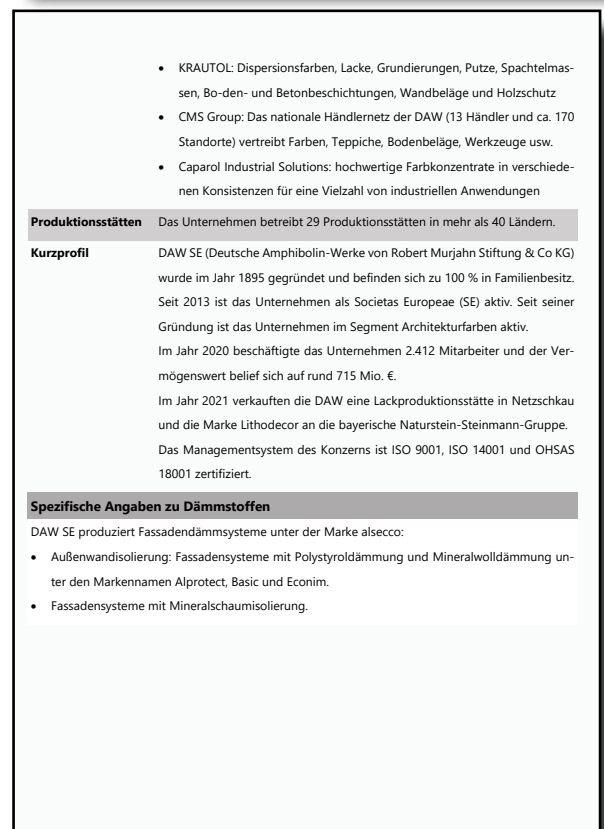 • KRAUTOL: Dispersionsfarben, Lacke, Grundierungen, Putze, Spachtelmas-
sen, Bo-den- und Betonbeschichtungen, Wandbeläge und Holzschutz
• CMS Group: Das nationale Händlernetz der DAW (13 Händler und ca. 170
Standorte) vertreibt Farben, Teppiche, Bodenbeläge, Werkzeuge usw.
• Caparol Industrial Solutions: hochwertige Farbkonzentrate in verschiede-
nen Konsistenzen für eine Vielzahl von industriellen Anwendungen
Produktionsstätten Das Unternehmen betreibt 29 Produktionsstätten in mehr als 40 Ländern.
Kurzprofil DAW SE (Deutsche Amphibolin-Werke von Robert Murjahn Stiftung & Co KG)
wurde im Jahr 1895 gegründet und befinden sich zu 100 % in Familienbesitz.
Seit 2013 ist das Unternehmen als Societas Europeae (SE) aktiv. Seit seiner
Gründung ist das Unternehmen im Segment Architekturfarben aktiv.
Im Jahr 2020 beschäftigte das Unternehmen 2.412 Mitarbeiter und der Ver-
mögenswert belief sich auf rund 715 Mio. €.
Im Jahr 2021 verkauften die DAW eine Lackproduktionsstätte in Netzschkau
und die Marke Lithodecor an die bayerische Naturstein-Steinmann-Gruppe.
Das Managementsystem des Konzerns ist ISO 9001, ISO 14001 und OHSAS
18001 zertifiziert.
Spezifische Angaben zu Dämmstoffen
DAW SE produziert Fassadendämmsysteme unter der Marke alsecco:
• Außenwandisolierung: Fassadensysteme mit Polystyroldämmung und Mineralwolldämmung un-
ter den Markennamen Alprotect, Basic und Econim.
• Fassadensysteme mit Mineralschaumisolierung.